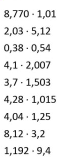 8,770 · 1,01
2,03 · 5,12
0,38 · 0,54
4,1 · 2,007
3,7 · 1,503
4,28 · 1,015
4,04 · 1,25
8,12 · 3,2
1,192 · 9,4